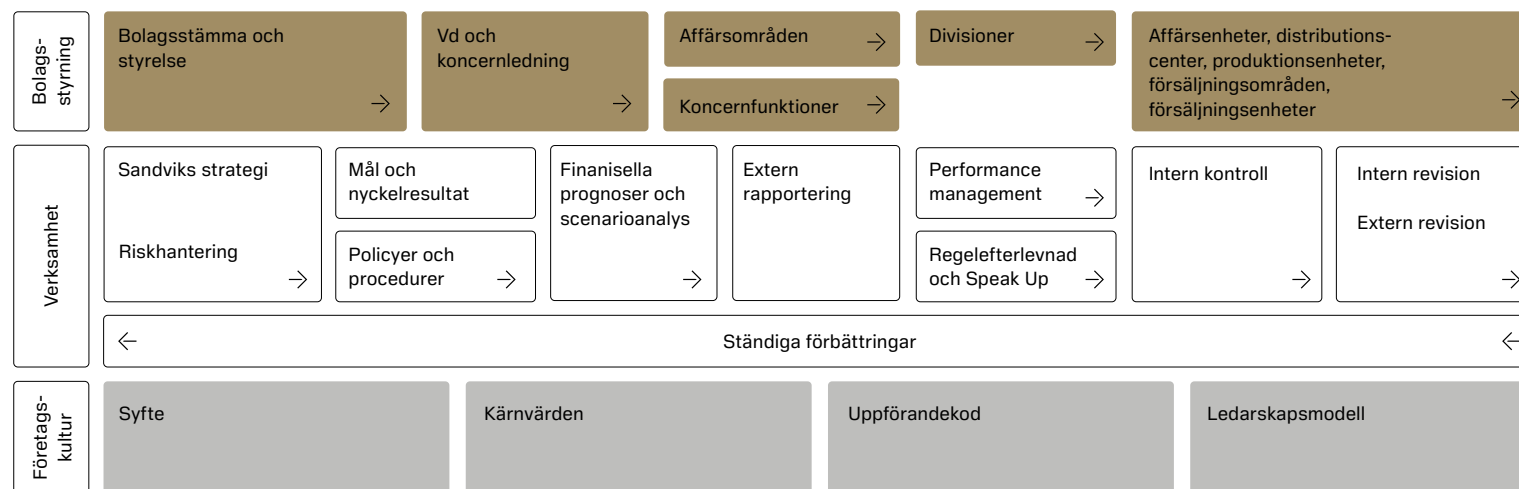 Bolags-
styrning
Bolagsstämma och
styrelse
Vd och
koncernledning
Affärsområden
Koncernfunktioner
Divisioner
Affärsenheter, distributions-
center, produktionsenheter,
försäljningsområden,
försäljningsenheter
Verksamhet
Sandviks strategi
Riskhantering
Mål och
nyckelresultat
Policyer och
procedurer
Finanisella
prognoser och
scenarioanalys
Extern
rapportering
Performance
management
Regelefterlevnad
och Speak Up
Intern kontroll
Intern revision
Extern revision
Ständiga förbättringar
Företags-
kultur
Syfte
Kärnvärden
Uppförandekod
Ledarskapsmodell